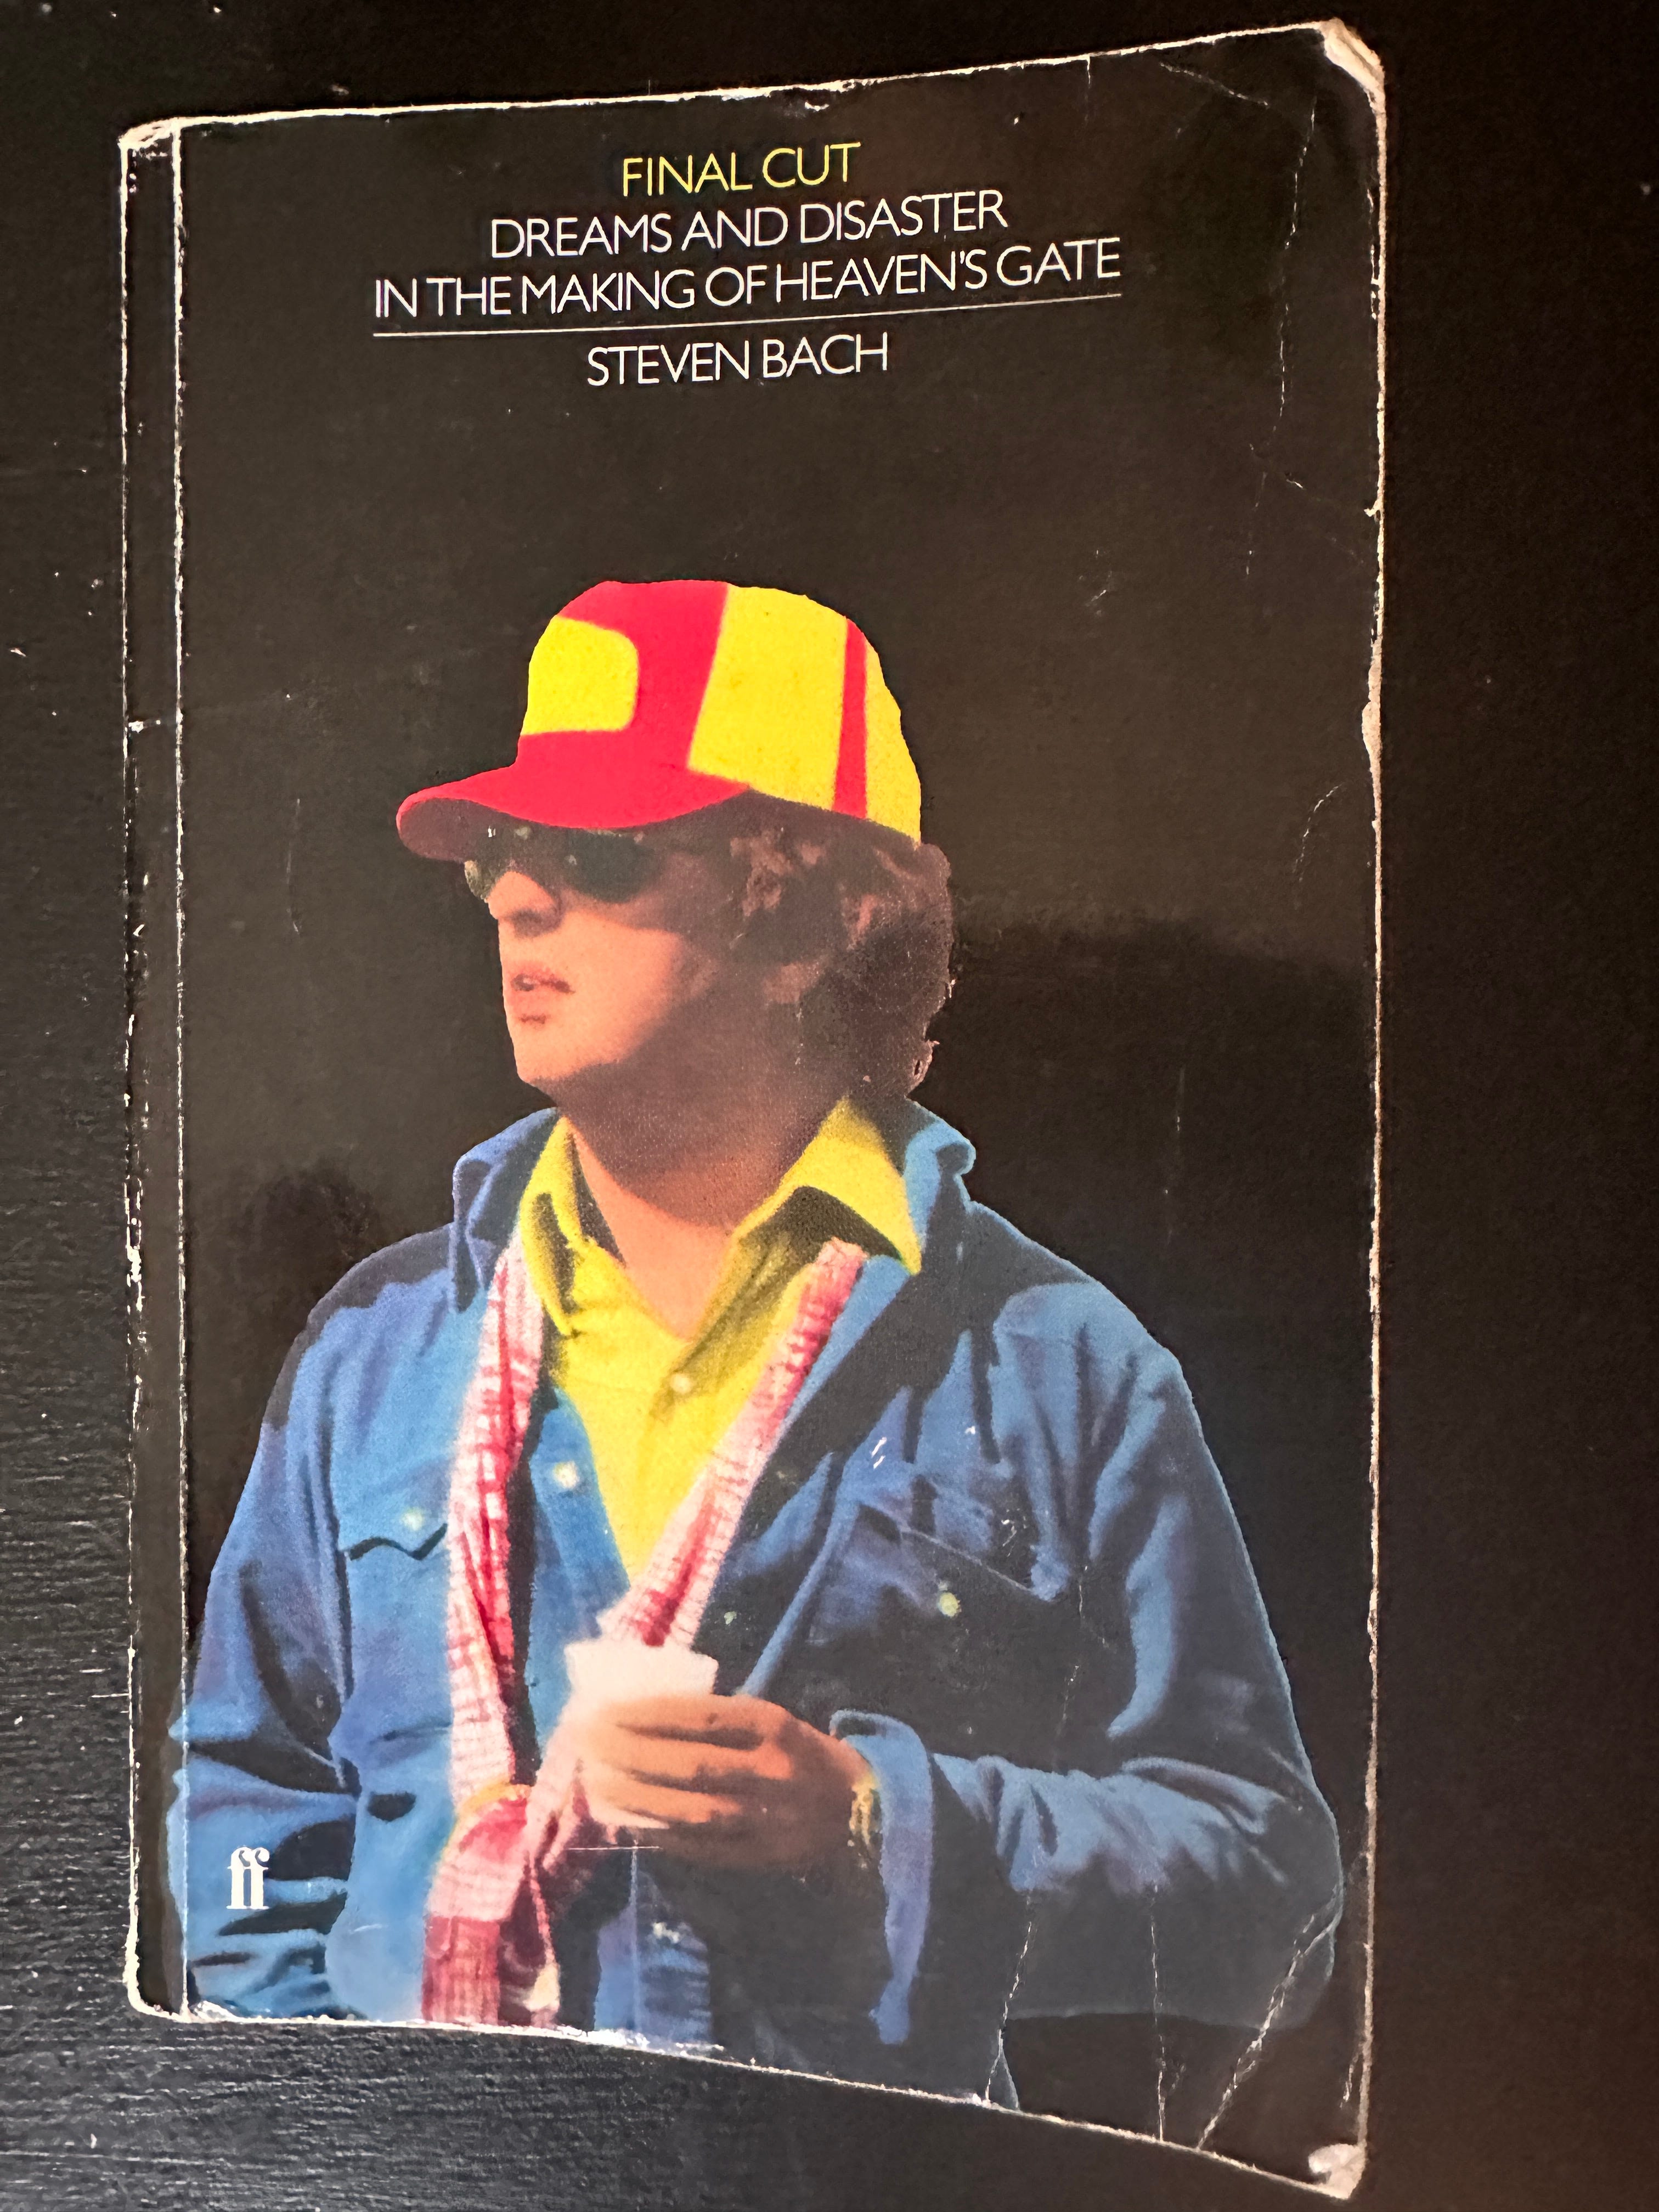 FINAL CUT
DREAMS AND DISASTER
IN THE MAKING OF HEAVEN'S GATE
STEVEN BACH
ff